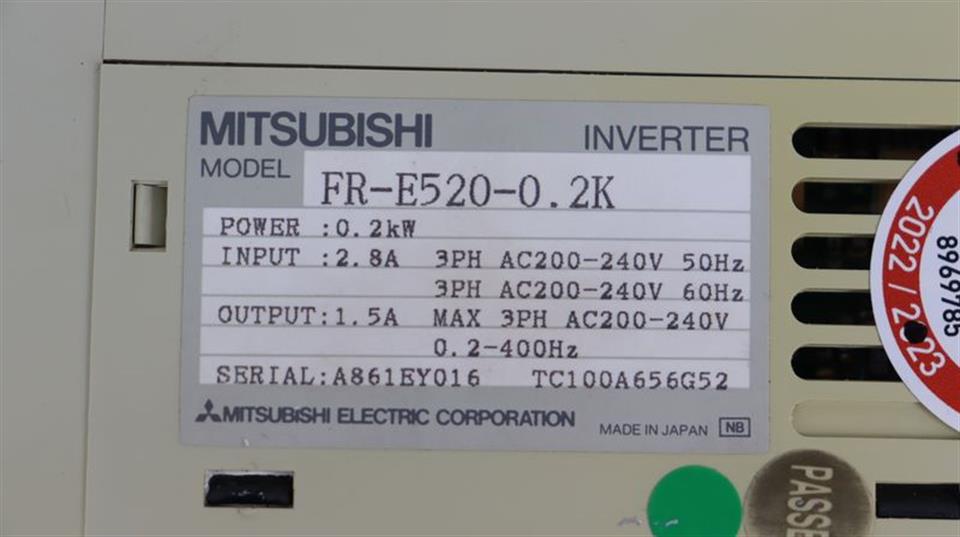 MITSUBISHI
INVERTER
MODEL
FR-E520-0.2K
POWER :0.2kW
INPUT :2.8A 3PH AC200-240V 50Hz
3PH AC200-240V 60Hz
OUTPUT:1.5A MAX 3PH AC200-240V
0.2-400Hz
SERIAL:A861EY016 TC100A656G52
MITSUBISHI ELECTRIC CORPORATION
MADE IN JAPAN NB
2022 / 2023
8969785
PASSE